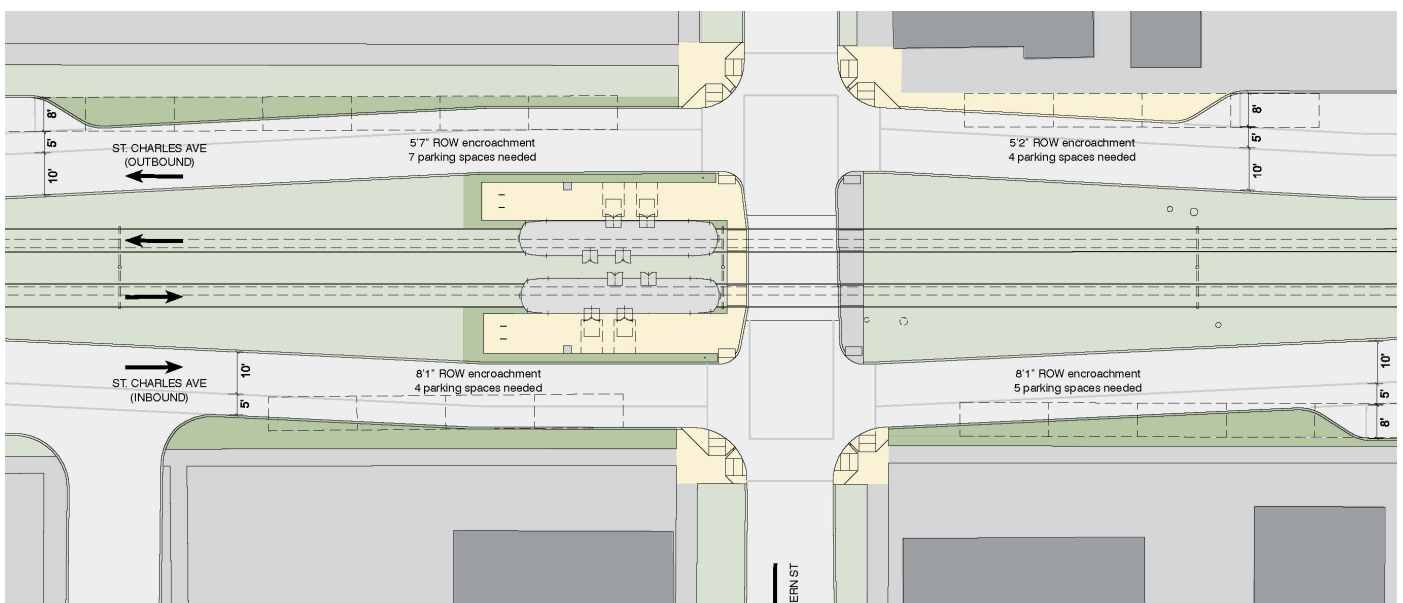 8'
5'
10'
ST. CHARLES AVE
(OUTBOUND)
5'7" ROW encroachment
7 parking spaces needed
5'2" ROW encroachment
4 parking spaces needed
8'
5'
10'
10'
5'
ST. CHARLES AVE
(INBOUND)
8'1" ROW encroachment
4 parking spaces needed
8'1" ROW encroachment
5 parking spaces needed
10'
5'
8'
ERN ST